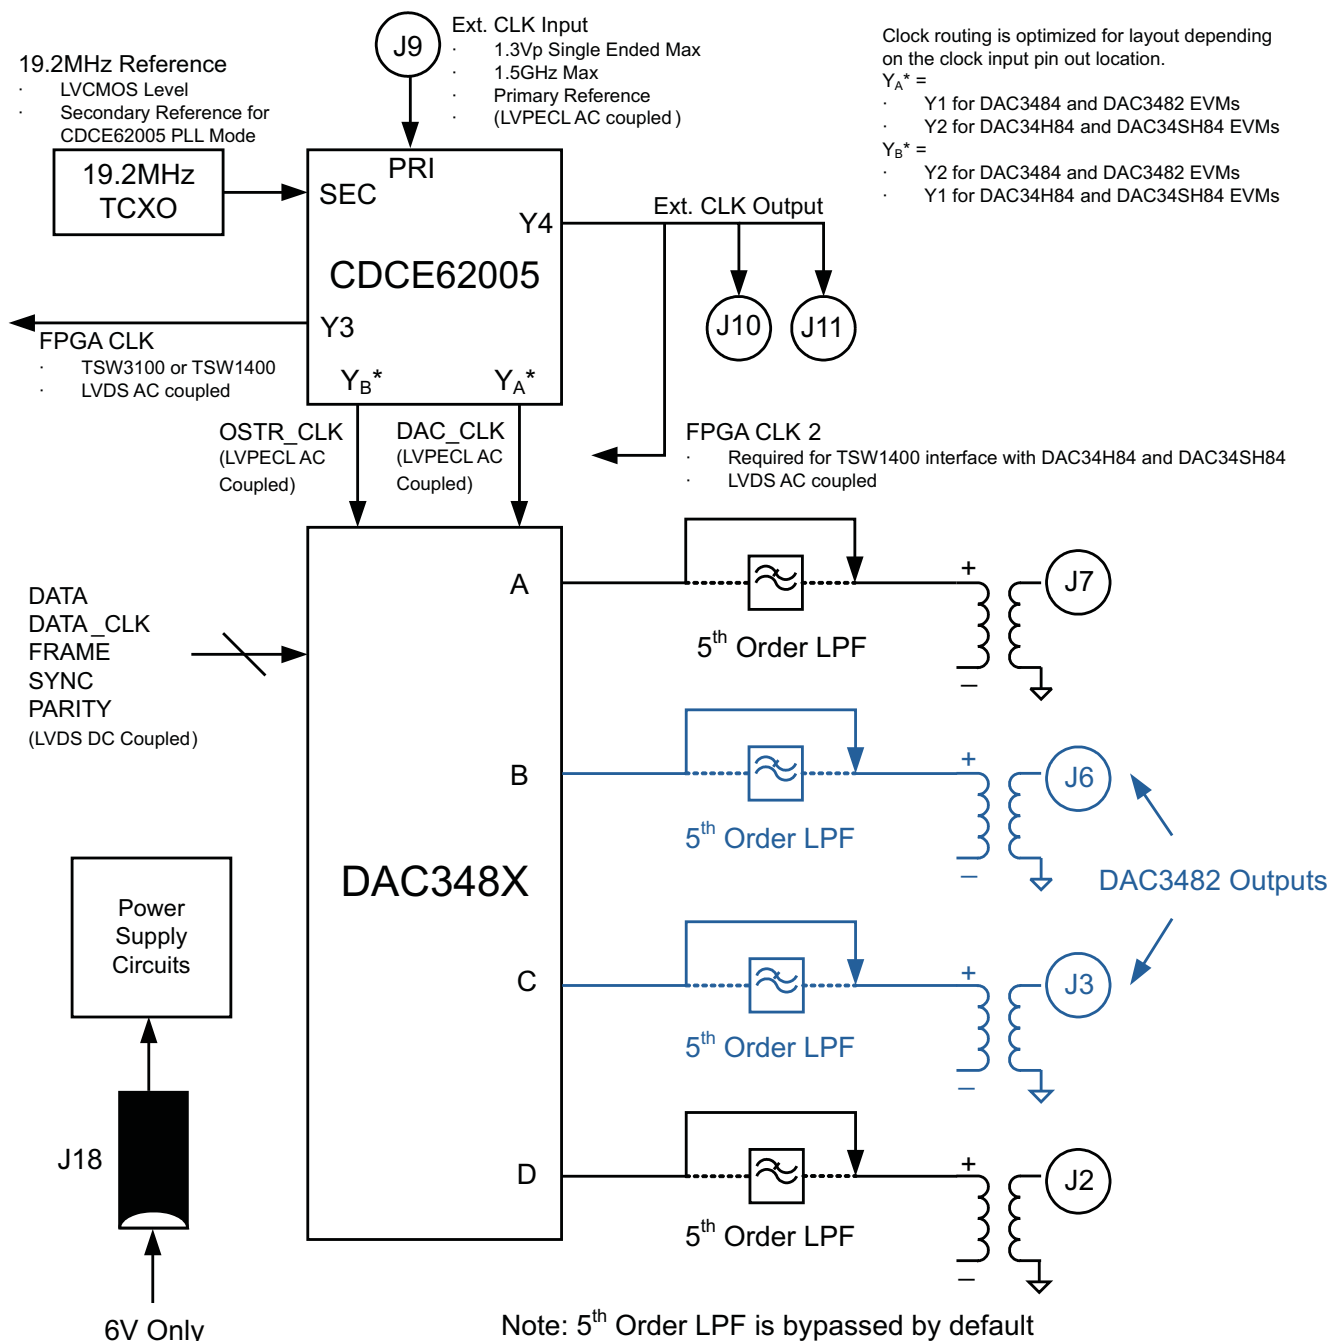 19.2MHz Reference
· LVCMOS Level
· Secondary Reference for
CDCE62005 PLL Mode
19.2MHz
TCXO
J9
Ext. CLK Input
· 1.3Vp Single Ended Max
· 1.5GHz Max
· Primary Reference
· (LVPECL AC coupled)
Clock routing is optimized for layout depending
on the clock input pin out location.
YA* =
· Y1 for DAC3484 and DAC3482 EVMs
· Y2 for DAC34H84 and DAC34SH84 EVMs
YB* =
· Y2 for DAC3484 and DAC3482 EVMs
· Y1 for DAC34H84 and DAC34SH84 EVMs
PRI
SEC
Y4
CDCE62005
Y3
YB*
YA*
Ext. CLK Output
J10
J11
FPGA CLK
· TSW3100 or TSW1400
· LVDS AC coupled
OSTR_CLK
(LVPECL AC
Coupled)
DAC_CLK
(LVPECL AC
Coupled)
FPGA CLK 2
· Required for TSW1400 interface with DAC34H84 and DAC34SH84
· LVDS AC coupled
DATA
DATA_CLK
FRAME
SYNC
PARITY
(LVDS DC Coupled)
DAC348X
A
5th Order LPF
+
–
J7
B
5th Order LPF
+
–
J6
DAC3482 Outputs
C
5th Order LPF
+
–
J3
D
5th Order LPF
+
–
J2
Power
Supply
Circuits
J18
6V Only
Note: 5th Order LPF is bypassed by default